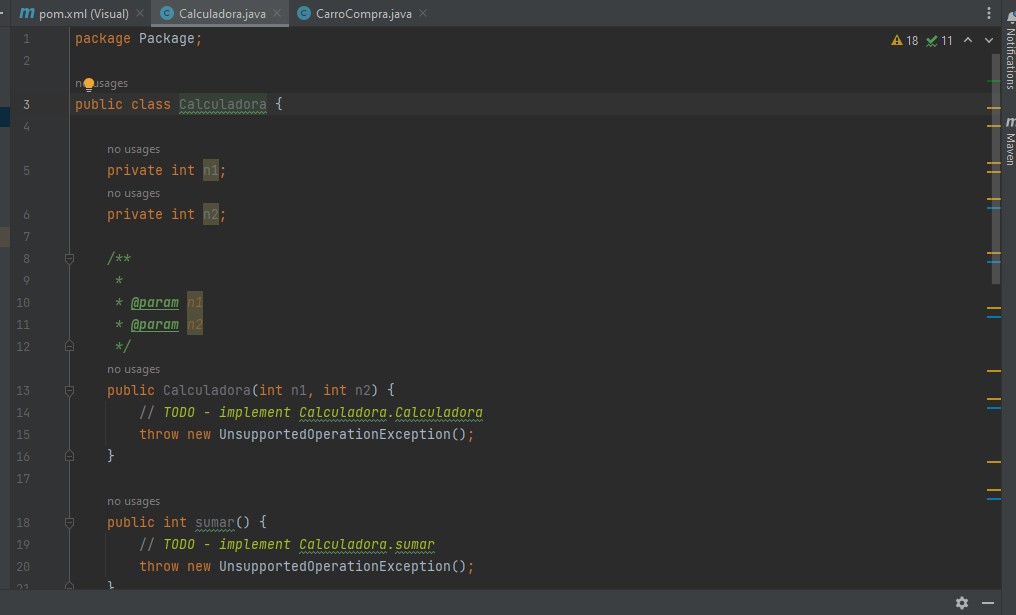 m pom.xml (Visual) × C Calculadora.java × C CarroCompra.java ×
1 package Package; 18 11
2
no usages
3 public class Calculadora {
4
no usages
5 private int n1;
no usages
6 private int n2;
7
8 /**
9 *
10 * @param n1
11 * @param n2
12 */
no usages
13 public Calculadora(int n1, int n2) {
14 // TODO - implement Calculadora.Calculadora
15 throw new UnsupportedOperationException();
16 }
17
no usages
18 public int sumar() {
19 // TODO - implement Calculadora.sumar
20 throw new UnsupportedOperationException();
21 }
Notifications
m Maven